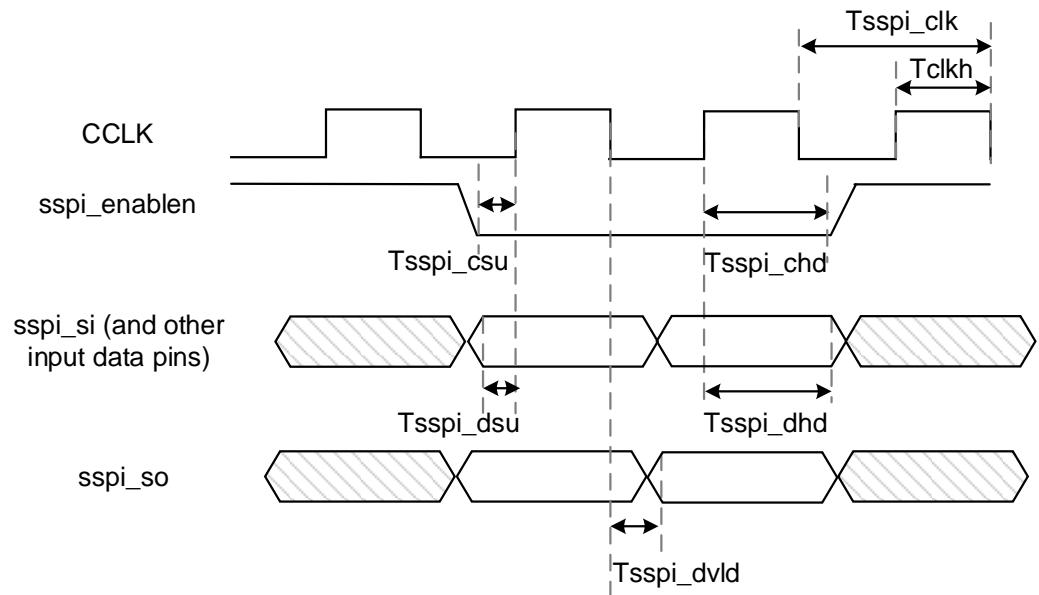 Tsspi_clk
Tclkh
CCLK
sspi_enablen
Tsspi_csu
Tsspi_chd
sspi_si (and other
input data pins)
Tsspi_dsu
Tsspi_dhd
sspi_so
Tsspi_dvld